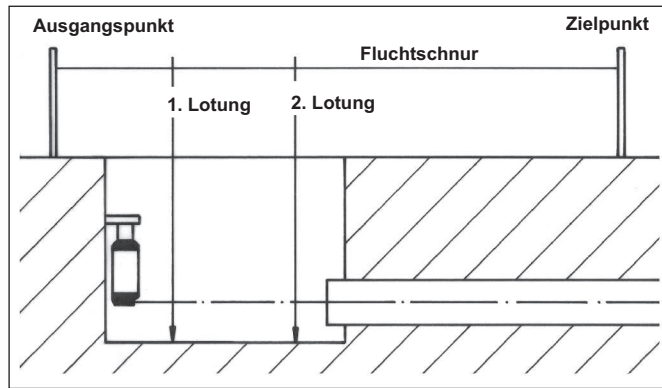 Ausgangspunkt
Zielpunkt
Fluchtschnur
1. Lotung
2. Lotung